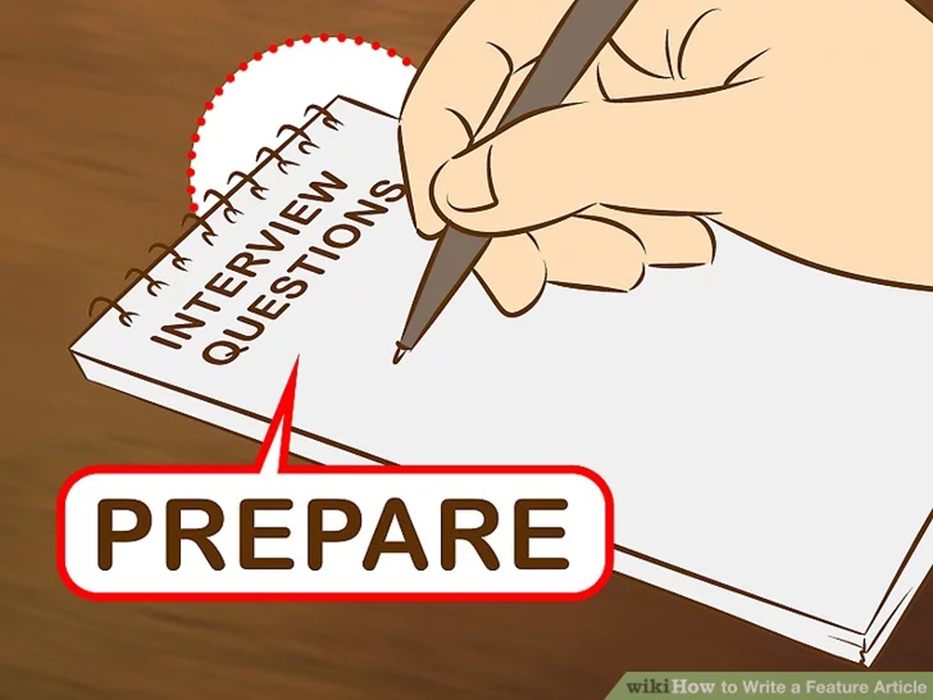 INTERVIEW
QUESTIONS
PREPARE
wikiHow to Write a Feature Article